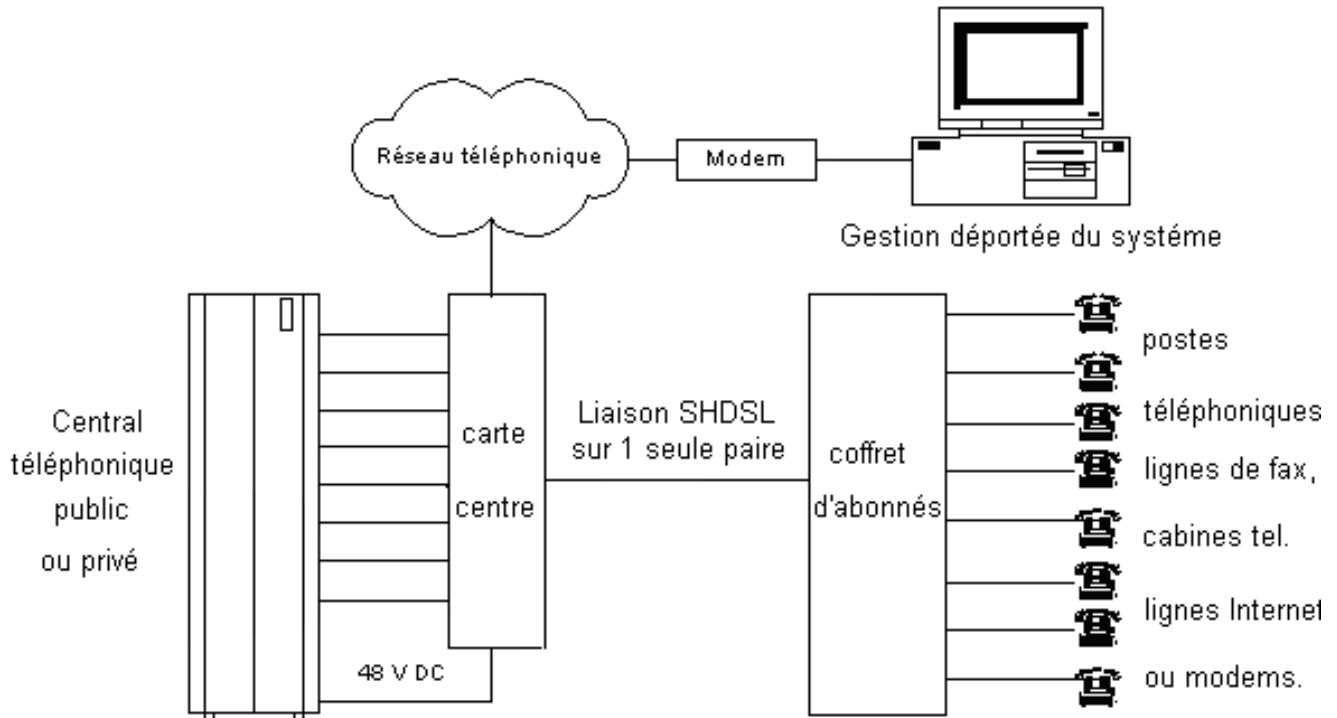 Réseau téléphonique
Modem
Gestion déportée du systéme
Central
téléphonique
public
ou privé
carte
centre
48 V DC
Liaison SHDSL
sur 1 seule paire
coffret
d'abonnés
postes
téléphoniques
lignes de fax,
cabines tel.
lignes Internet
ou modems.